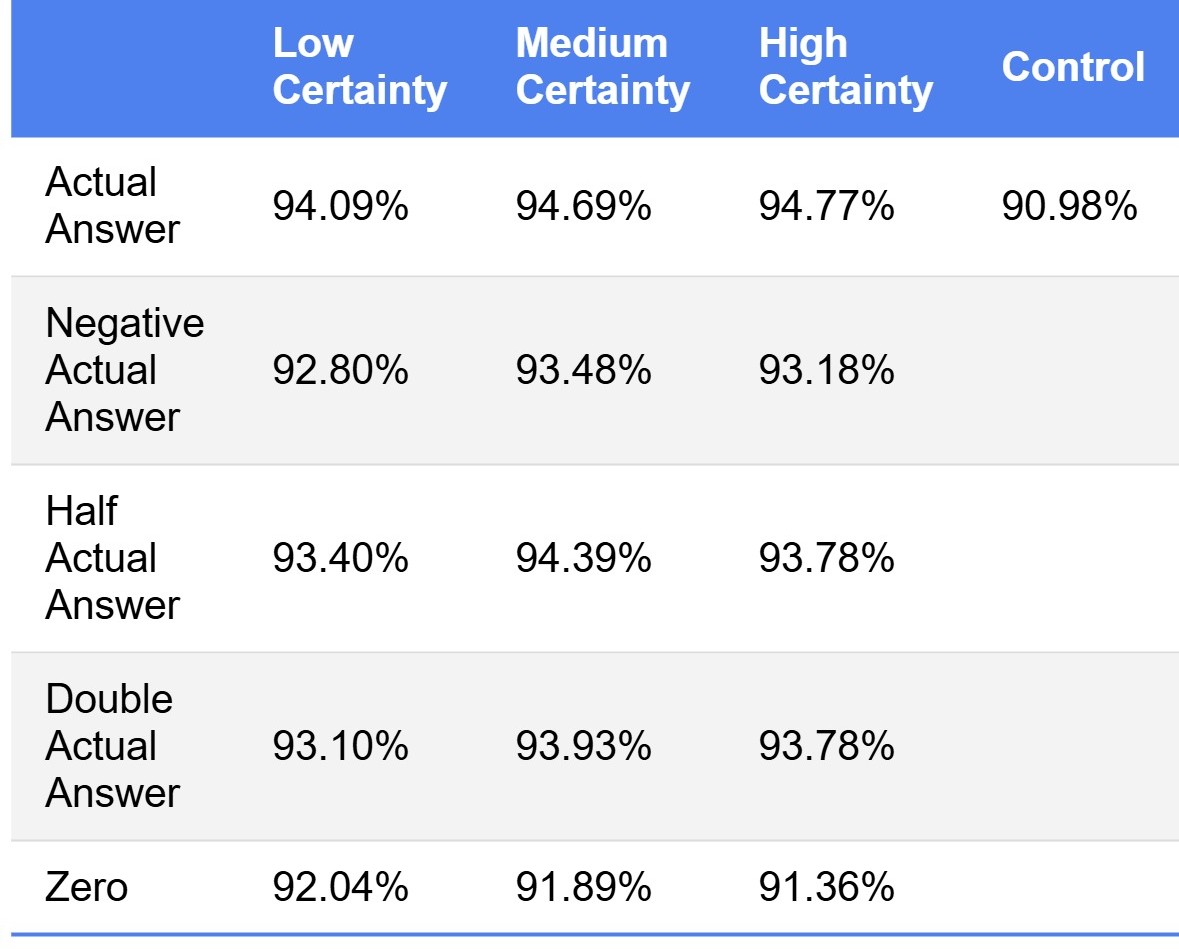 Low Certainty Medium Certainty High Certainty Control
Actual Answer 94.09% 94.69% 94.77% 90.98%
Negative Actual Answer 92.80% 93.48% 93.18%
Half Actual Answer 93.40% 94.39% 93.78%
Double Actual Answer 93.10% 93.93% 93.78%
Zero 92.04% 91.89% 91.36%